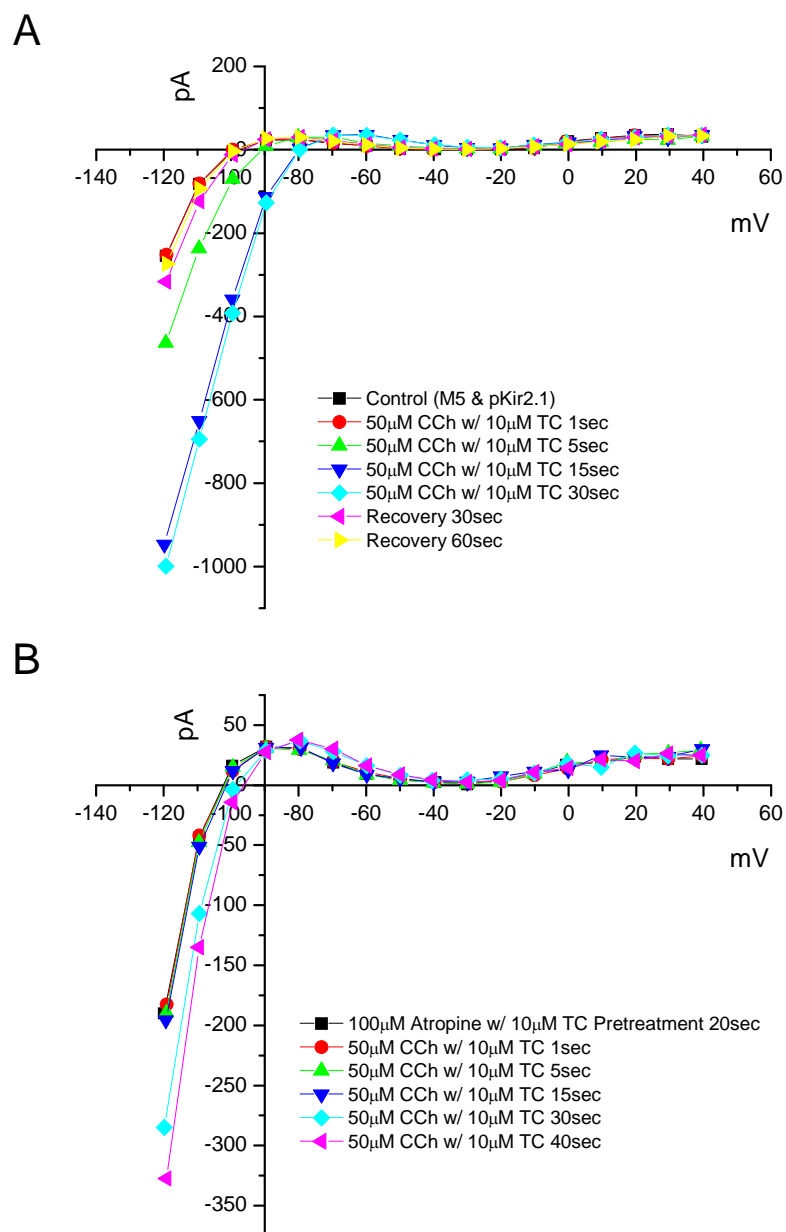 A
200
pA
0
-140 -120 -100 -80 -60 -40 -20 0 20 40 60
mV
-200
-400
-600
-800
-1000
Control (M5 & pKir2.1)
50μM CCh w/ 10μM TC 1sec
50μM CCh w/ 10μM TC 5sec
50μM CCh w/ 10μM TC 15sec
50μM CCh w/ 10μM TC 30sec
Recovery 30sec
Recovery 60sec
B
50
pA
0
-140 -120 -100 -80 -60 -40 -20 0 20 40 60
mV
-50
-100
-150
-200
-250
-300
-350
100μM Atropine w/ 10μM TC Pretreatment 20sec
50μM CCh w/ 10μM TC 1sec
50μM CCh w/ 10μM TC 5sec
50μM CCh w/ 10μM TC 15sec
50μM CCh w/ 10μM TC 30sec
50μM CCh w/ 10μM TC 40sec